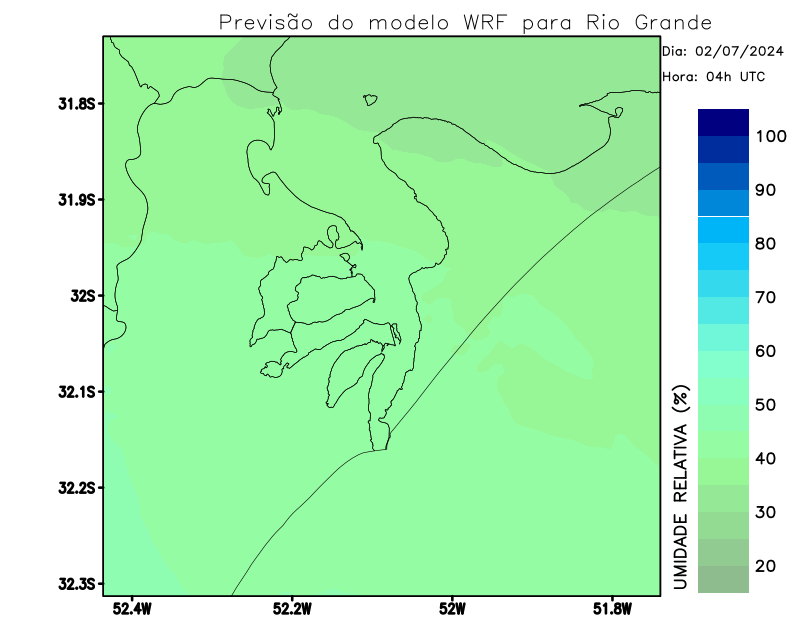 Previsão do modelo WRF para Rio Grande
Dia: 02/07/2024
Hora: 04h UTC
31.8S
31.9S
32S
32.1S
32.2S
32.3S
52.4W
52.2W
52W
51.8W
UMIDADE RELATIVA (%)
100
90
80
70
60
50
40
30
20